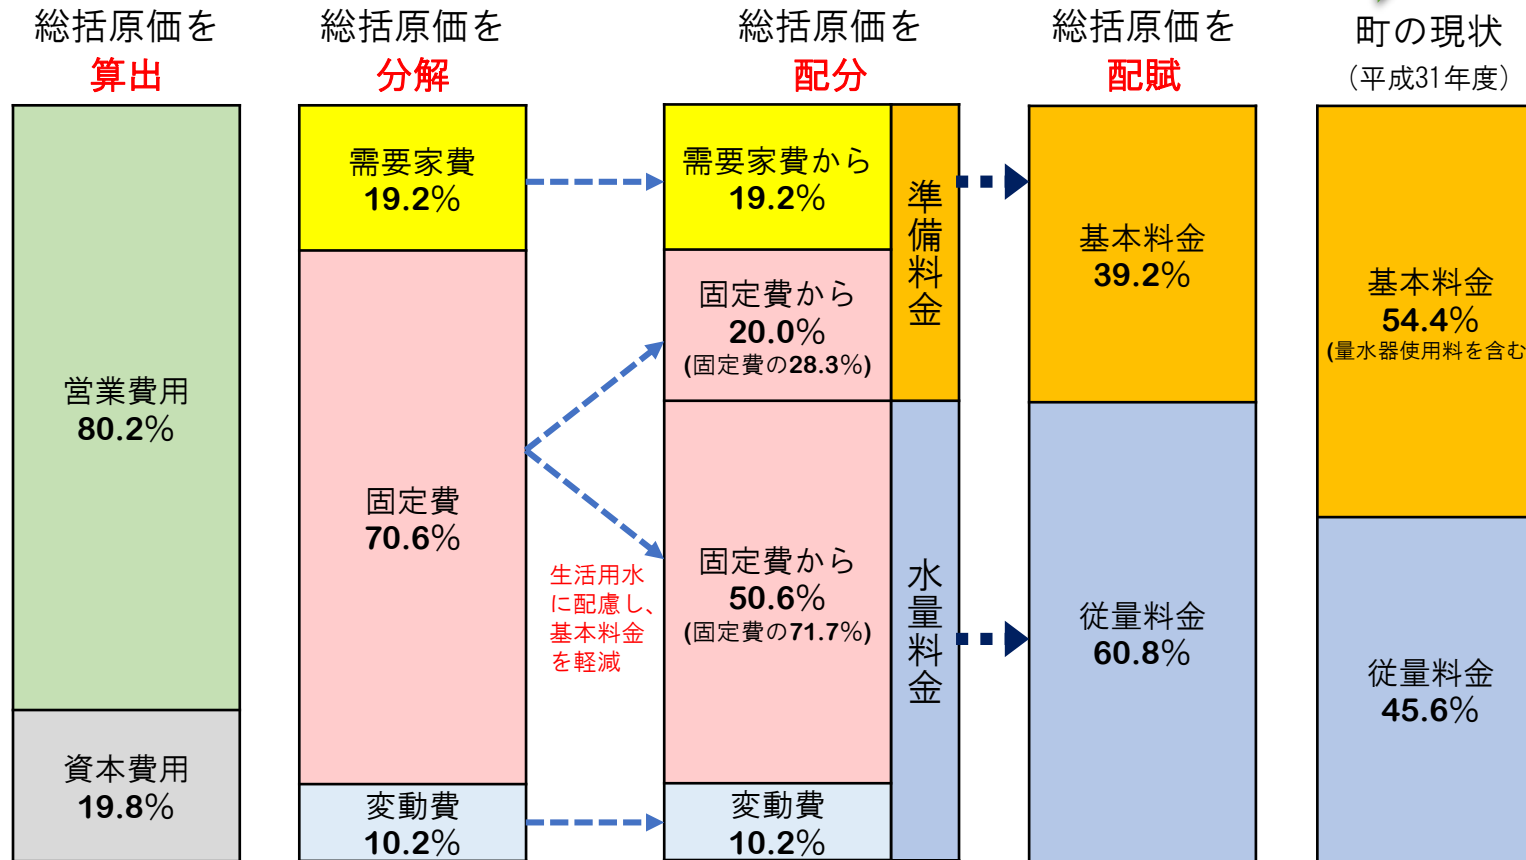 総括原価を
算出
営業費用
80.2%
資本費用
19.8%
総括原価を
分解
需要家費
19.2%
固定費
70.6%
変動費
10.2%
生活用水
に配慮し、
基本料金
を軽減
総括原価を
配分
需要家費から
19.2%
固定費から
20.0%
(固定費の28.3%)
固定費から
50.6%
(固定費の71.7%)
変動費
10.2%
準備料金
水量料金
総括原価を
配賦
基本料金
39.2%
従量料金
60.8%
町の現状
(平成31年度)
基本料金
54.4%
(量水器使用料を含む
従量料金
45.6%